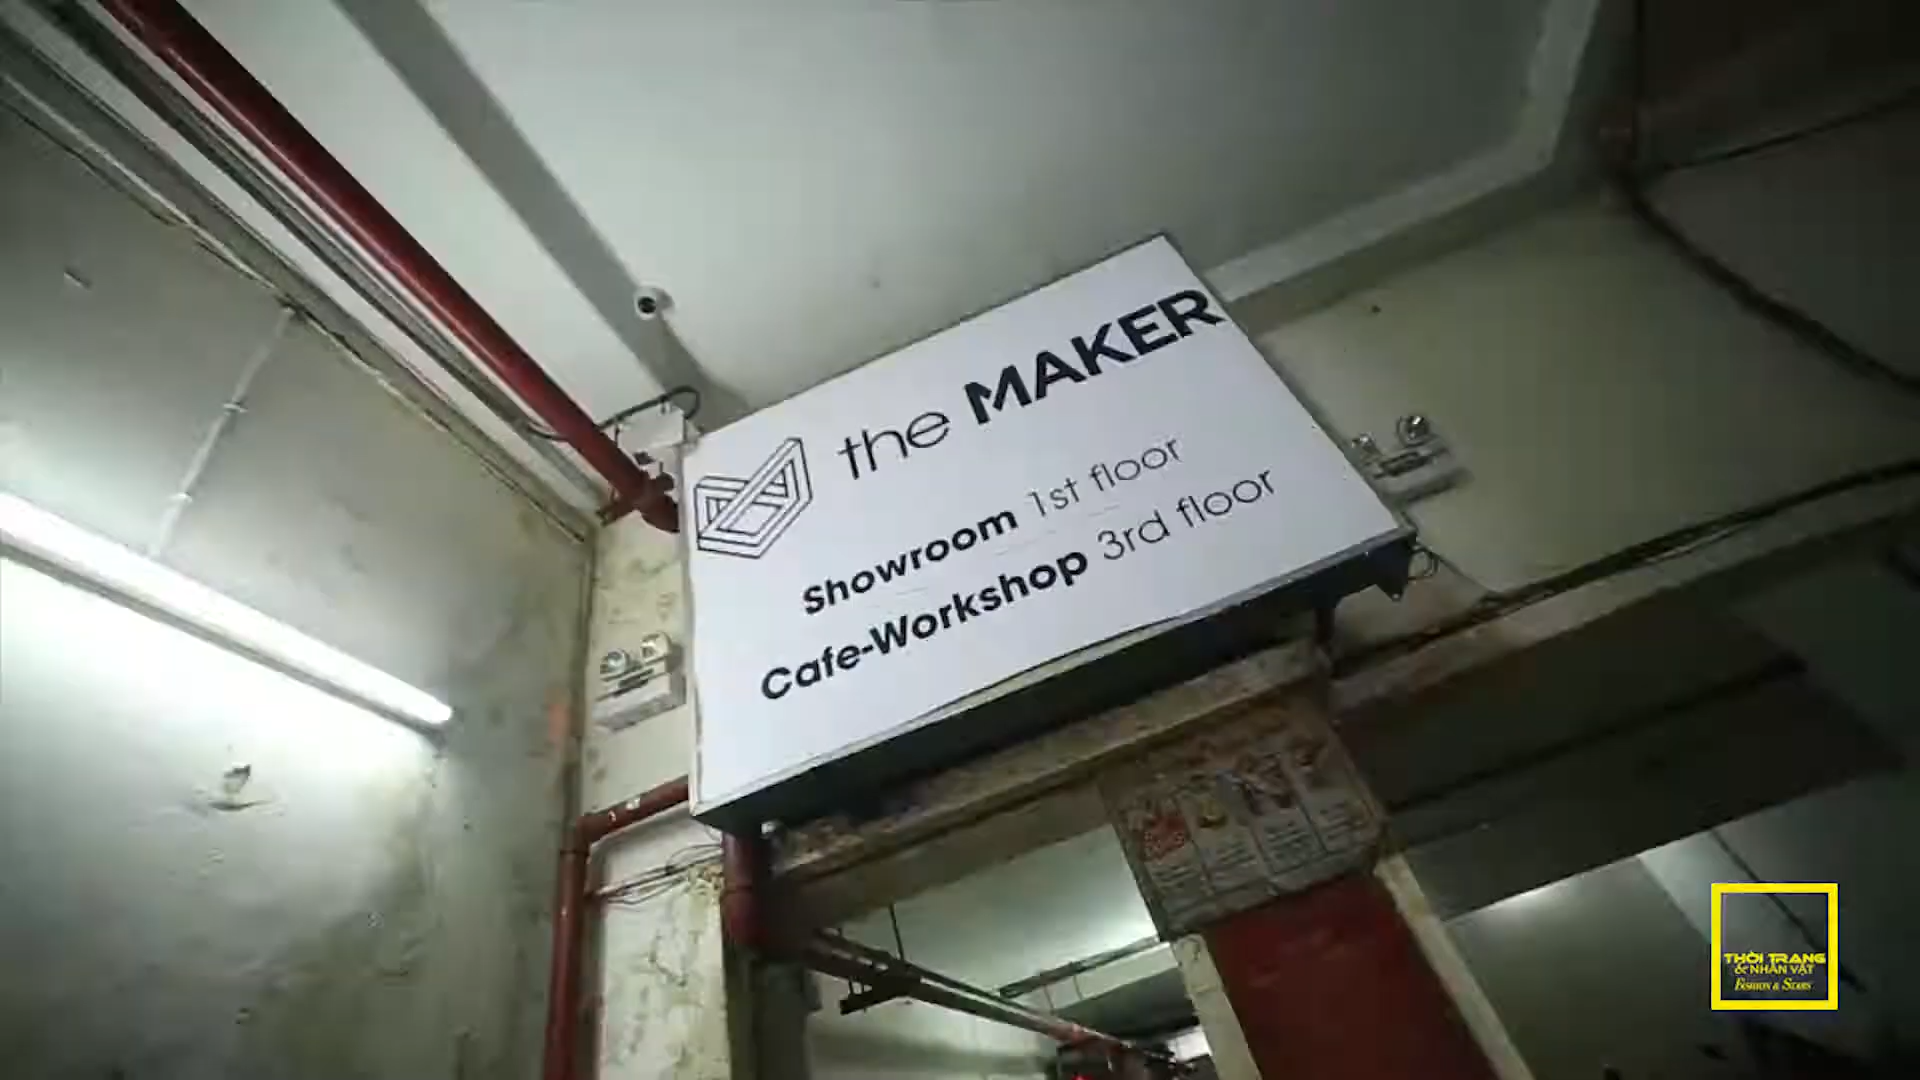 the MAKER
Showroom 1st floor
Cafe-Workshop 3rd floor
THỜI TRANG
& NHÂN VẬT
FASHION & STARS